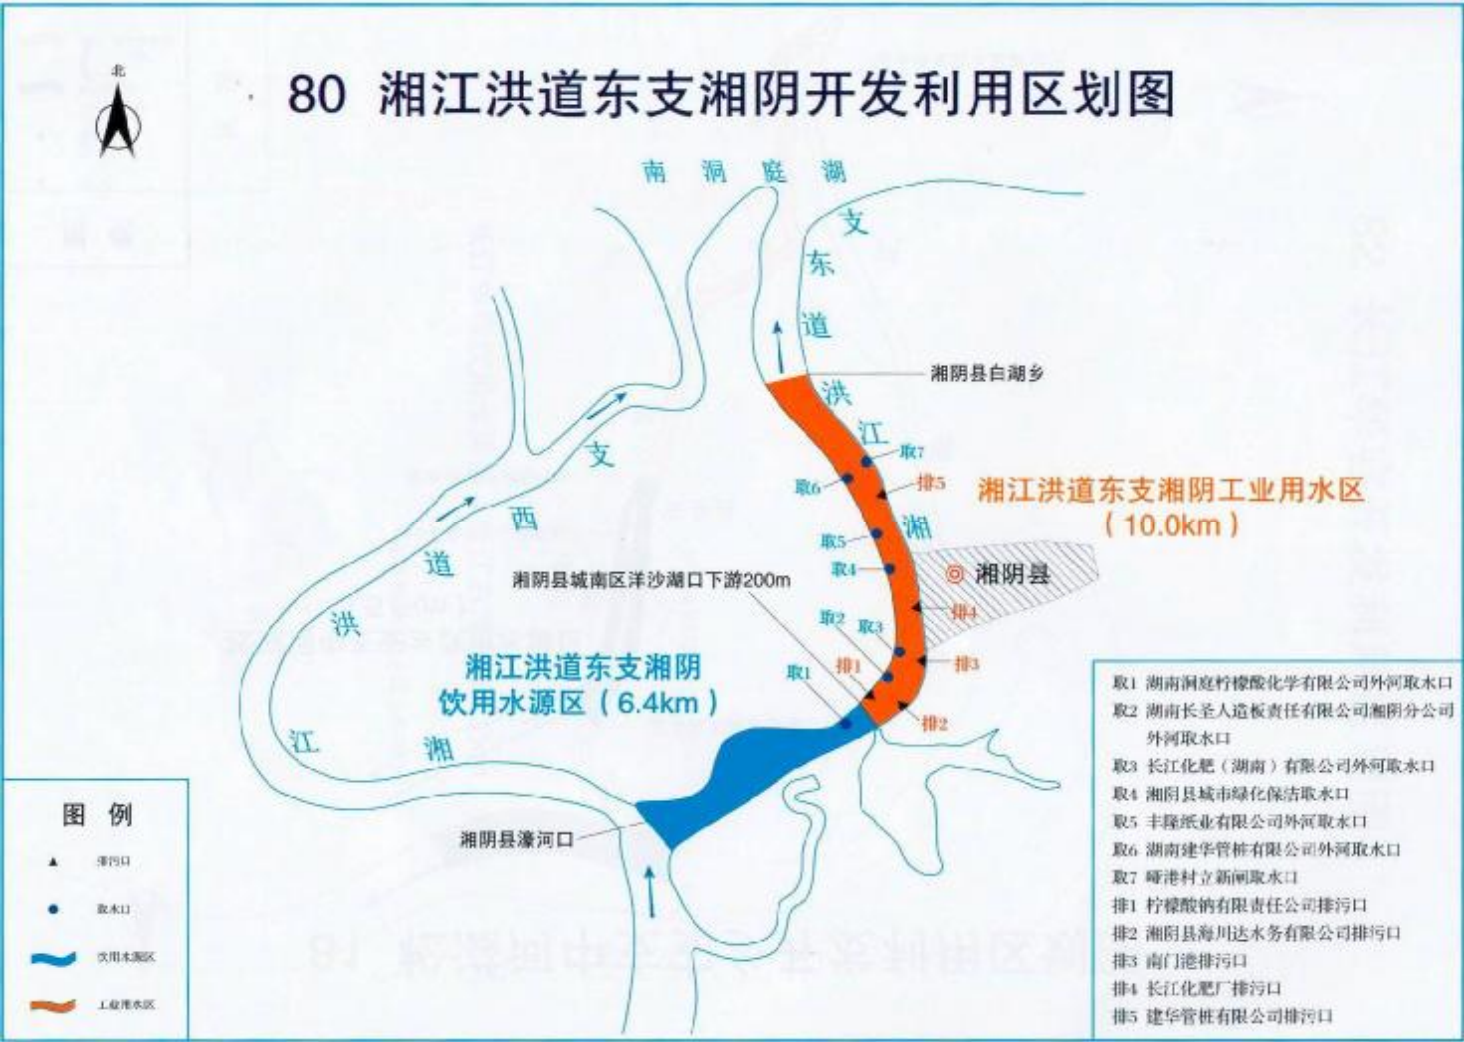 北
80 湘江洪道东支湘阴开发利用区划图
南洞庭湖
支
东
道
洪
江
湘
湘阴县白湖乡
取7
取6
排5
湘江洪道东支湘阴工业用水区
(10.0km)
取5
取4
湘阴县
排4
支
西
道
洪
江
湘
湘阴县城南区洋沙湖口下游200m
取2
取3
排3
排1
取1
排2
湘江洪道东支湘阴
饮用水源区(6.4km)
湘阴县濠河口
图例
排污口
取水口
饮用水源区
工业用水区
取1 湖南洞庭柠檬酸化学有限公司外河取水口
取2 湖南长圣人造板责任有限公司湘阴分公司
外河取水口
取3 长江化肥(湖南)有限公司外河取水口
取4 湘阴县城市绿化保洁取水口
取5 丰隆纸业有限公司外河取水口
取6 湖南建华管桩有限公司外河取水口
取7 哑港村立新闸取水口
排1 柠檬酸钠有限责任公司排污口
排2 湘阴县海川达水务有限公司排污口
排3 南门港排污口
排4 长江化肥厂排污口
排5 建华管桩有限公司排污口